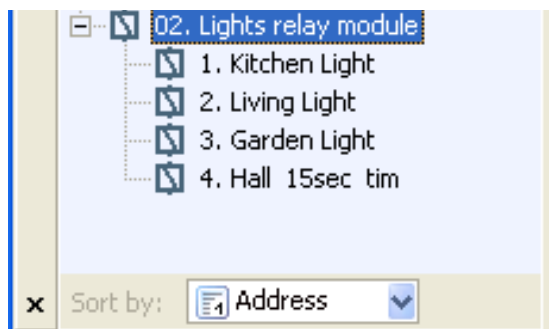 02. Lights relay module
1. Kitchen Light
2. Living Light
3. Garden Light
4. Hall 15sec tim
x Sort by: Address